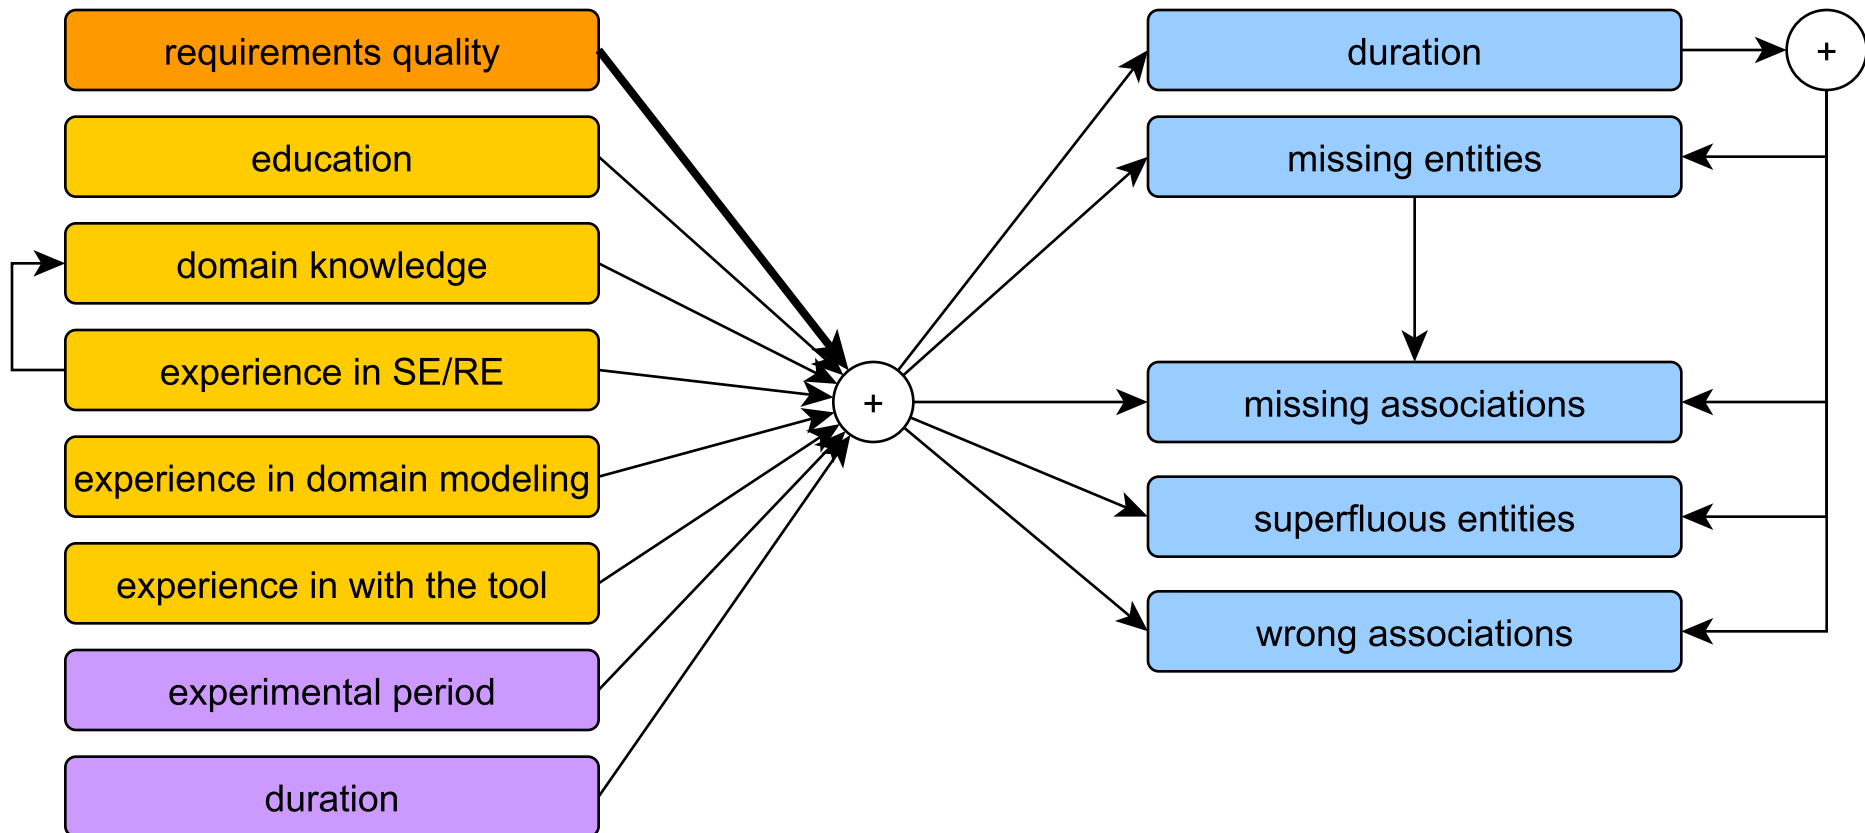 requirements quality
education
domain knowledge
experience in SE/RE
experience in domain modeling
experience in with the tool
experimental period
duration
+
duration
missing entities
missing associations
superfluous entities
wrong associations
+